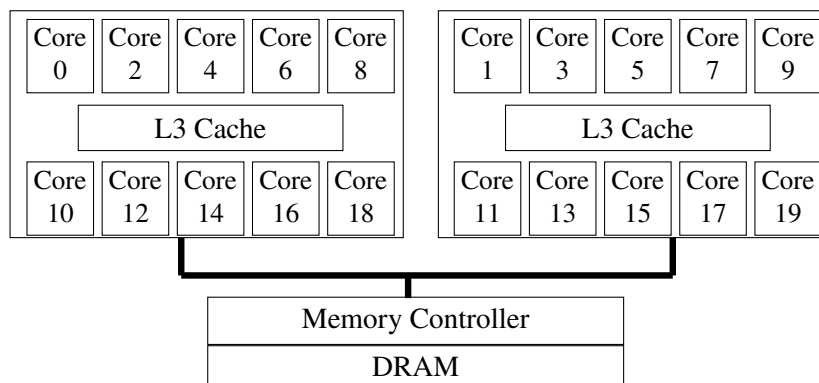 Core Core Core Core Core Core Core Core Core Core
0 2 4 6 8 1 3 5 7 9
L3 Cache L3 Cache
Core Core Core Core Core Core Core Core Core Core
10 12 14 16 18 11 13 15 17 19
Memory Controller
DRAM